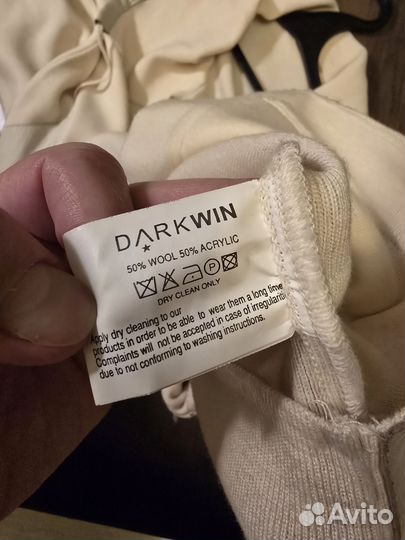 DARKWIN
50% WOOL 50% ACRYLIC
P
DRY CLEAN ONLY
Apply dry cleaning to our
products in order to be able to wear them a long time
Complaints will not be accepted in case of irregularities
due to not conforming to washing instructions.
Avito